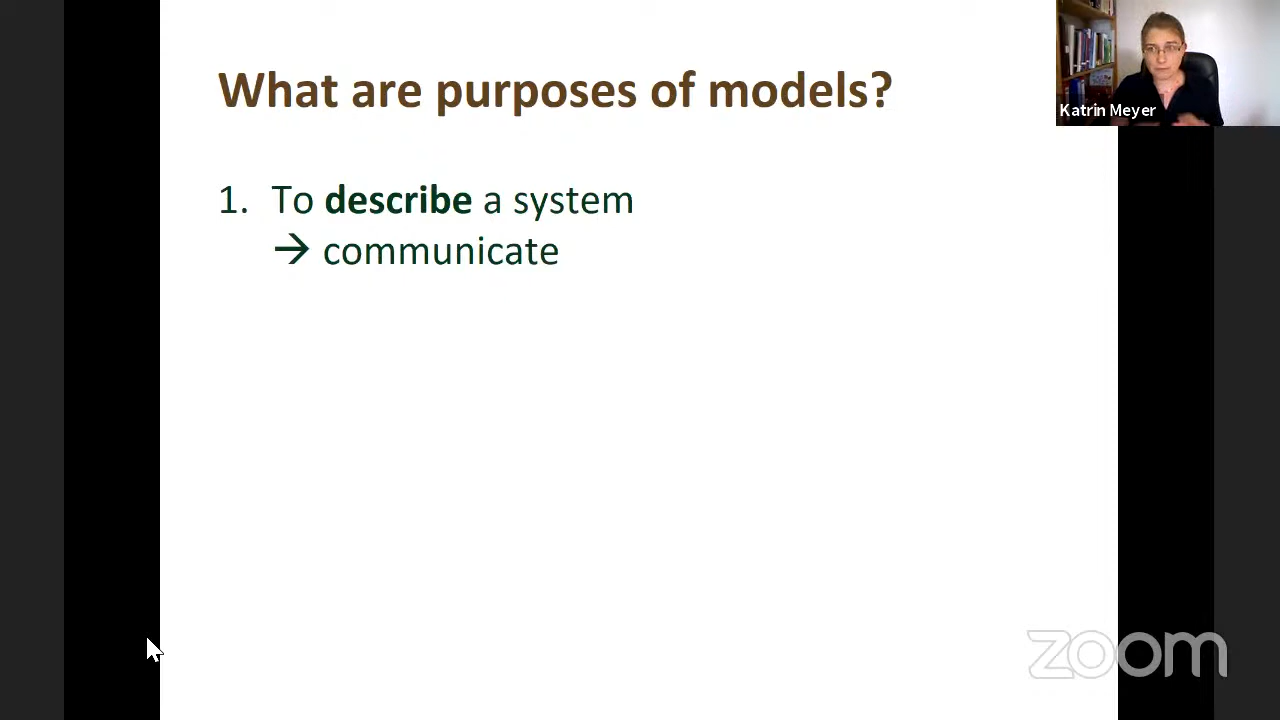 What are purposes of models?
Katrin Meyer
1. To describe a system
→ communicate
zoom